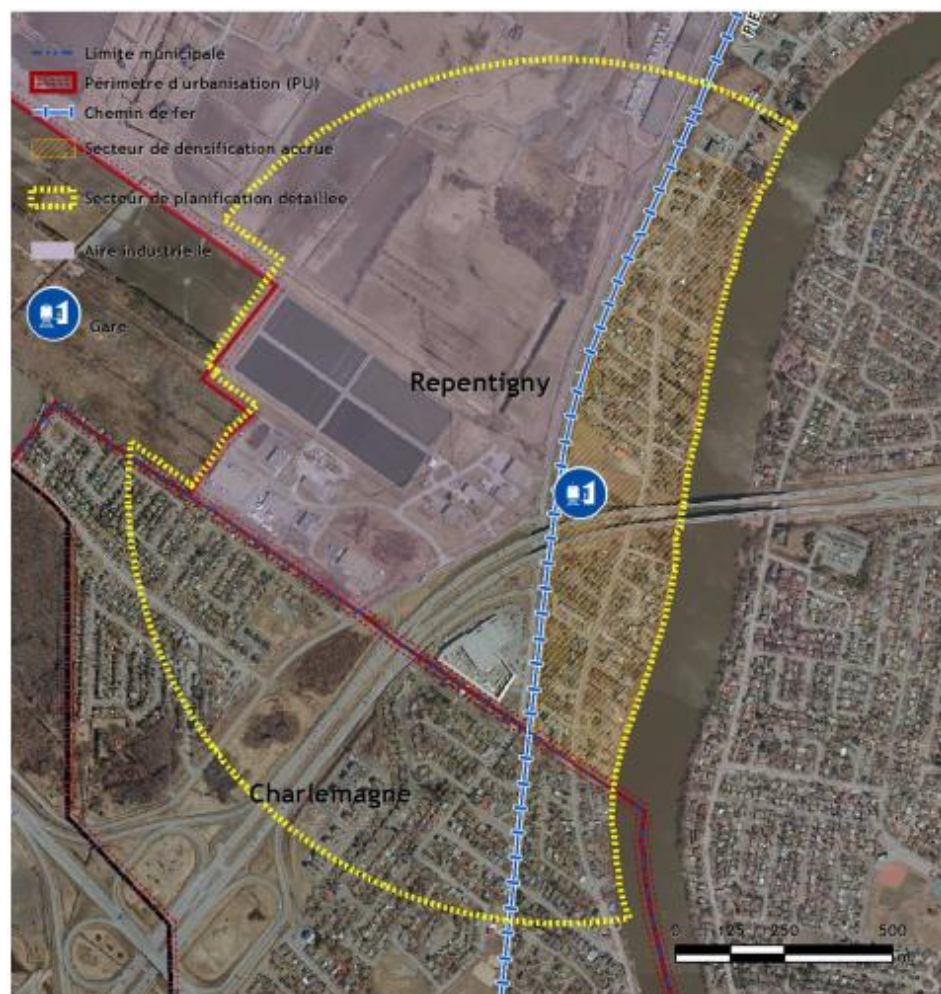 Limite municipale
Périmètre d'urbanisation (PU)
Chemin de fer
Secteur de densification accrue
Secteur de planification détaillée
Aire industrielle
Gare
Repentigny
Charlemagne
0 125 250 500
m